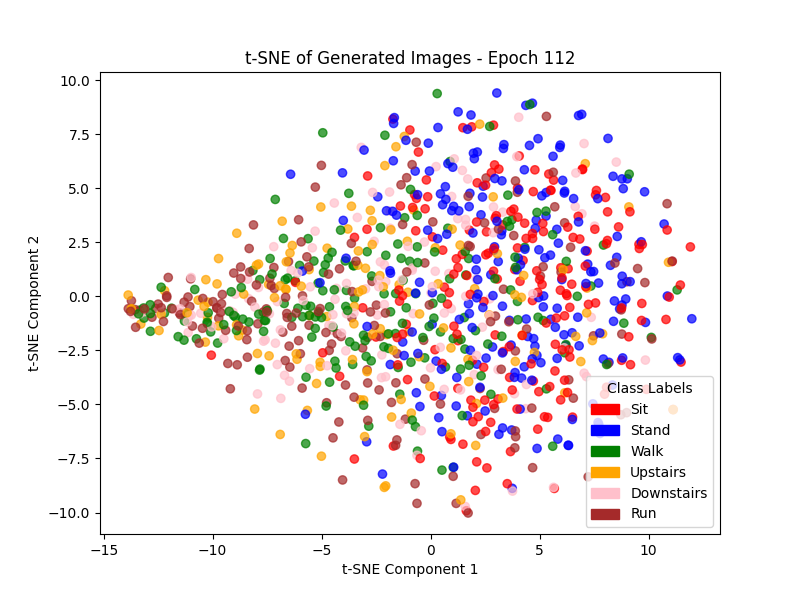 t-SNE of Generated Images - Epoch 112
t-SNE Component 2
10.0
7.5
5.0
2.5
0.0
−2.5
−5.0
−7.5
−10.0
Class Labels
Sit
Stand
Walk
Upstairs
Downstairs
Run
−15
−10
−5
0
5
10
t-SNE Component 1